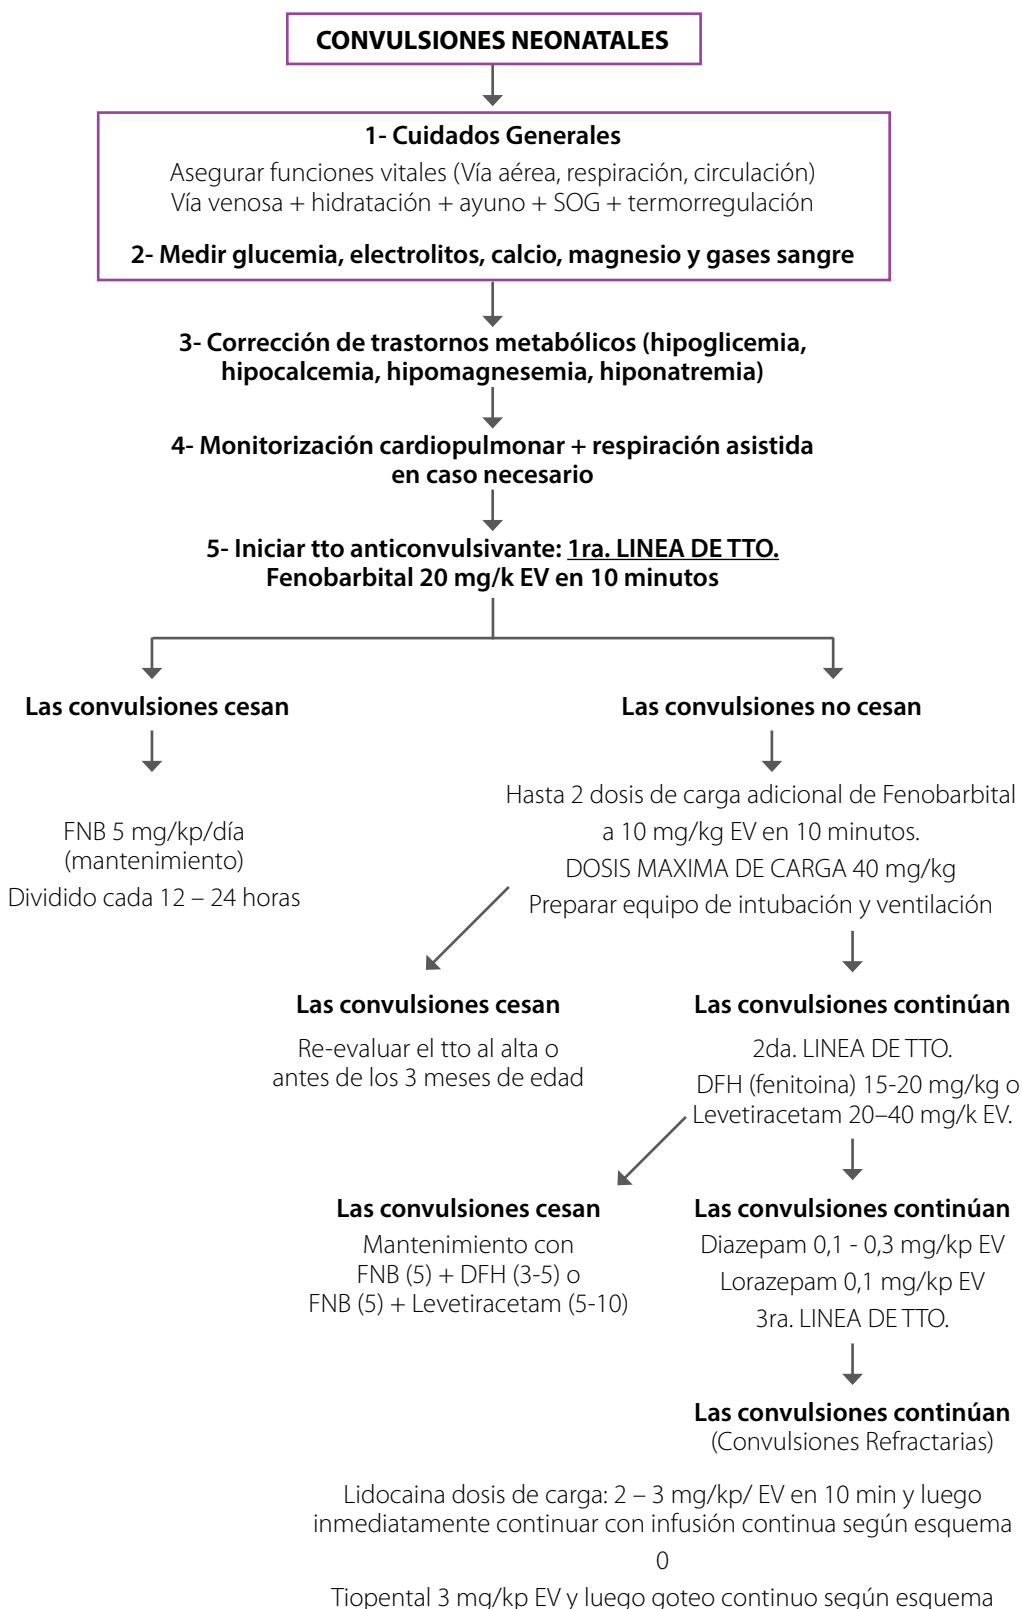 CONVULSIONES NEONATALES
1- Cuidados Generales
Asegurar funciones vitales (Vía aérea, respiración, circulación)
Vía venosa + hidratación + ayuno + SOG + termorregulación
2- Medir glucemia, electrolitos, calcio, magnesio y gases sangre
3- Corrección de trastornos metabólicos (hipoglicemia,
hipocalcemia, hipomagnesemia, hiponatremia)
4- Monitorización cardiopulmonar + respiración asistida
en caso necesario
5- Iniciar tto anticonvulsivante: 1ra. LINEA DE TTO.
Fenobarbital 20 mg/k EV en 10 minutos
Las convulsiones cesan
FNB 5 mg/kp/día
(mantenimiento)
Dividido cada 12 – 24 horas
Las convulsiones no cesan
Hasta 2 dosis de carga adicional de Fenobarbital
a 10 mg/kg EV en 10 minutos.
DOSIS MAXIMA DE CARGA 40 mg/kg
Preparar equipo de intubación y ventilación
Las convulsiones cesan
Re-evaluar el tto al alta o
antes de los 3 meses de edad
Las convulsiones continúan
2da. LINEA DE TTO.
DFH (fenitoina) 15-20 mg/kg o
Levetiracetam 20–40 mg/k EV.
Las convulsiones cesan
Mantenimiento con
FNB (5) + DFH (3-5) o
FNB (5) + Levetiracetam (5-10)
Las convulsiones continúan
Diazepam 0,1 - 0,3 mg/kp EV
Lorazepam 0,1 mg/kp EV
3ra. LINEA DE TTO.
Las convulsiones continúan
(Convulsiones Refractarias)
Lidocaina dosis de carga: 2 – 3 mg/kp/ EV en 10 min y luego
inmediatamente continuar con infusión continua según esquema
0
Tiopental 3 mg/kp EV y luego goteo continuo según esquema